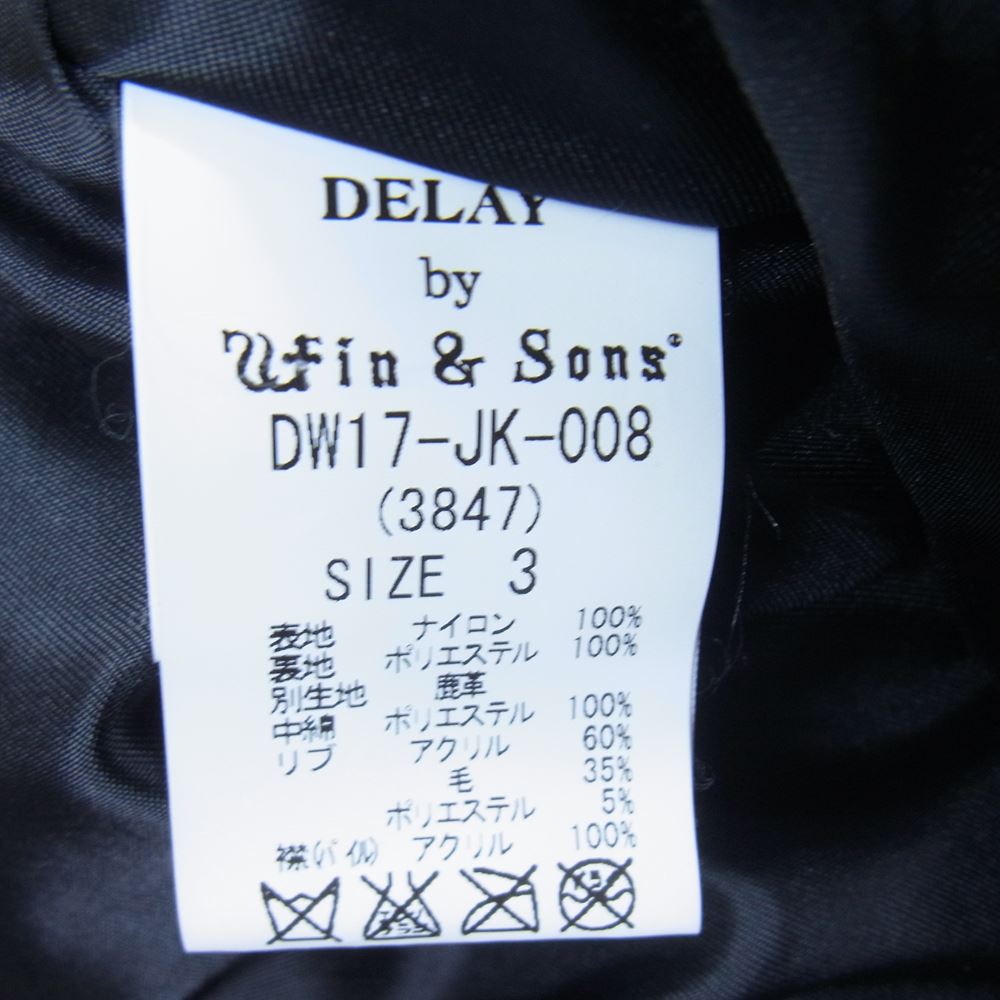 DELAY
by
Win & Sons
DW17-JK-008
(3847)
SIZE 3
表地 ナイロン 100%
裏地 ポリエステル 100%
別生地 鹿革
中綿 ポリエステル 100%
リブ アクリル 60%
毛 35%
ポリエステル 5%
襟(パイル) アクリル 100%